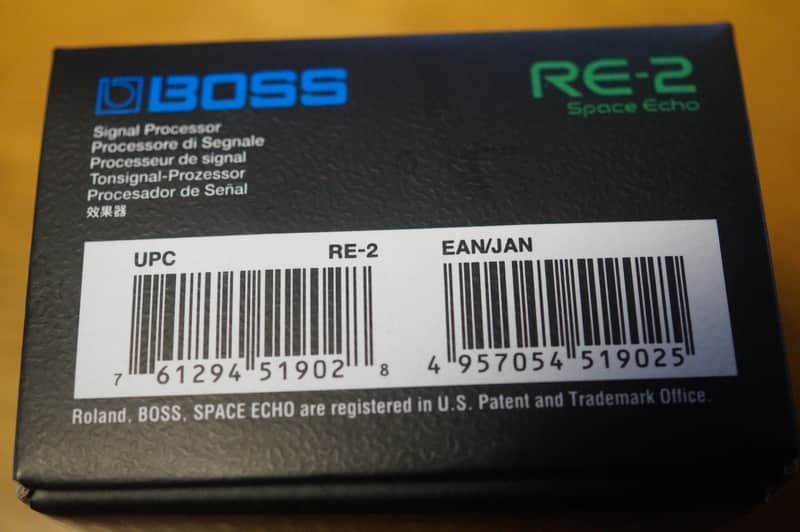 BOSS
RE-2
Space Echo
Signal Processor
Processore di Segnale
Processeur de signal
Tonsignal-Prozessor
Procesador de Señal
效果器
UPC RE-2
7 61294 51902 8
EAN/JAN
4 957054 519025
Roland, BOSS, SPACE ECHO are registered in U.S. Patent and Trademark Office.